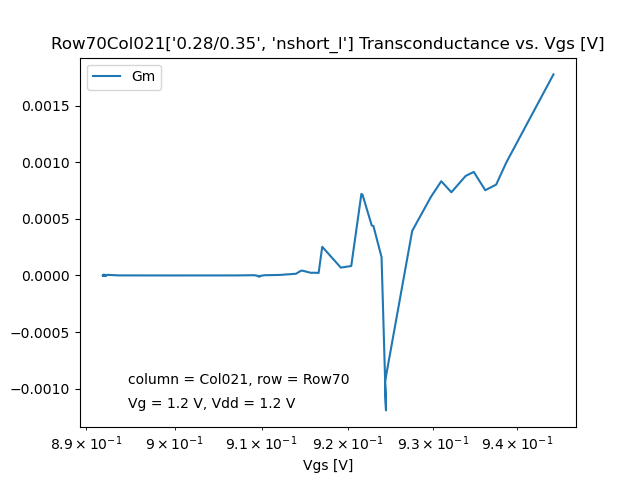 Row70Col021['0.28/0.35', 'nshort_l'] Transconductance vs. Vgs [V]
Gm
0.0015
0.0010
0.0005
0.0000
−0.0005
−0.0010
column = Col021, row = Row70
Vg = 1.2 V, Vdd = 1.2 V
8.9 × 10⁻¹ 9 × 10⁻¹ 9.1 × 10⁻¹ 9.2 × 10⁻¹ 9.3 × 10⁻¹ 9.4 × 10⁻¹
Vgs [V]